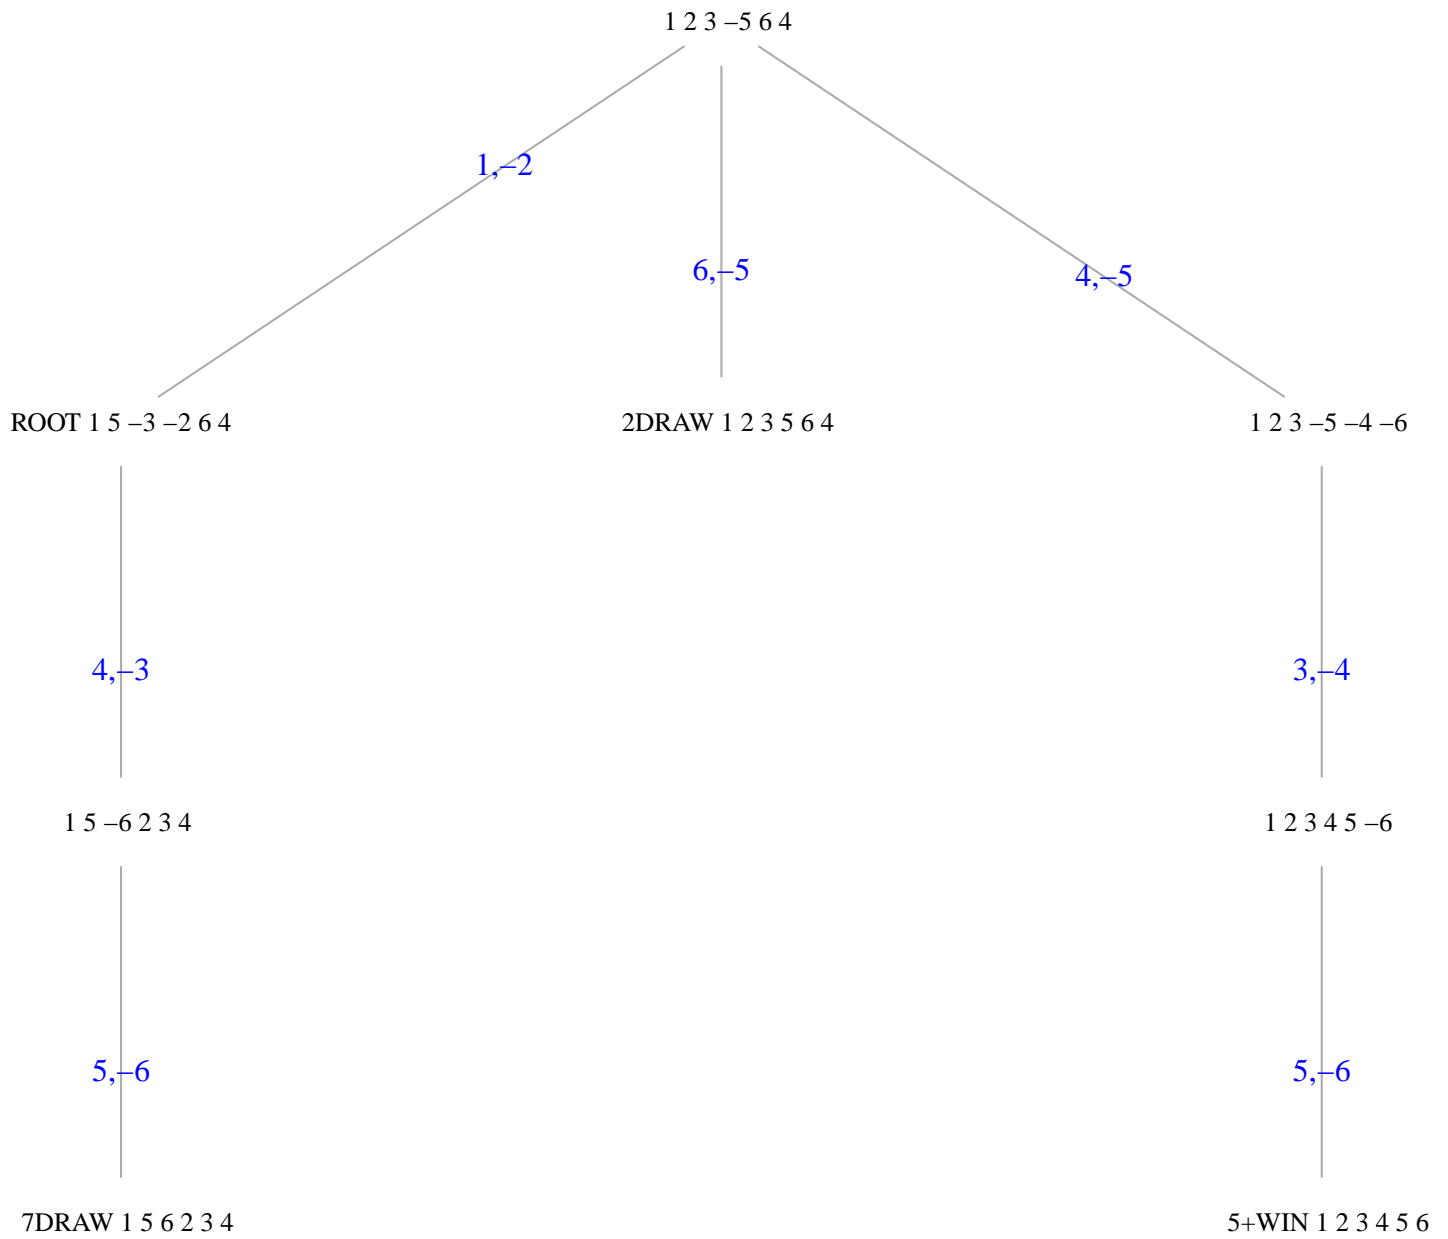 1 2 3 –5 6 4
1,–2
6,–5
4,–5
ROOT 1 5 –3 –2 6 4
2DRAW 1 2 3 5 6 4
1 2 3 –5 –4 –6
4,–3
3,–4
1 5 –6 2 3 4
1 2 3 4 5 –6
5,–6
5,–6
7DRAW 1 5 6 2 3 4
5+WIN 1 2 3 4 5 6